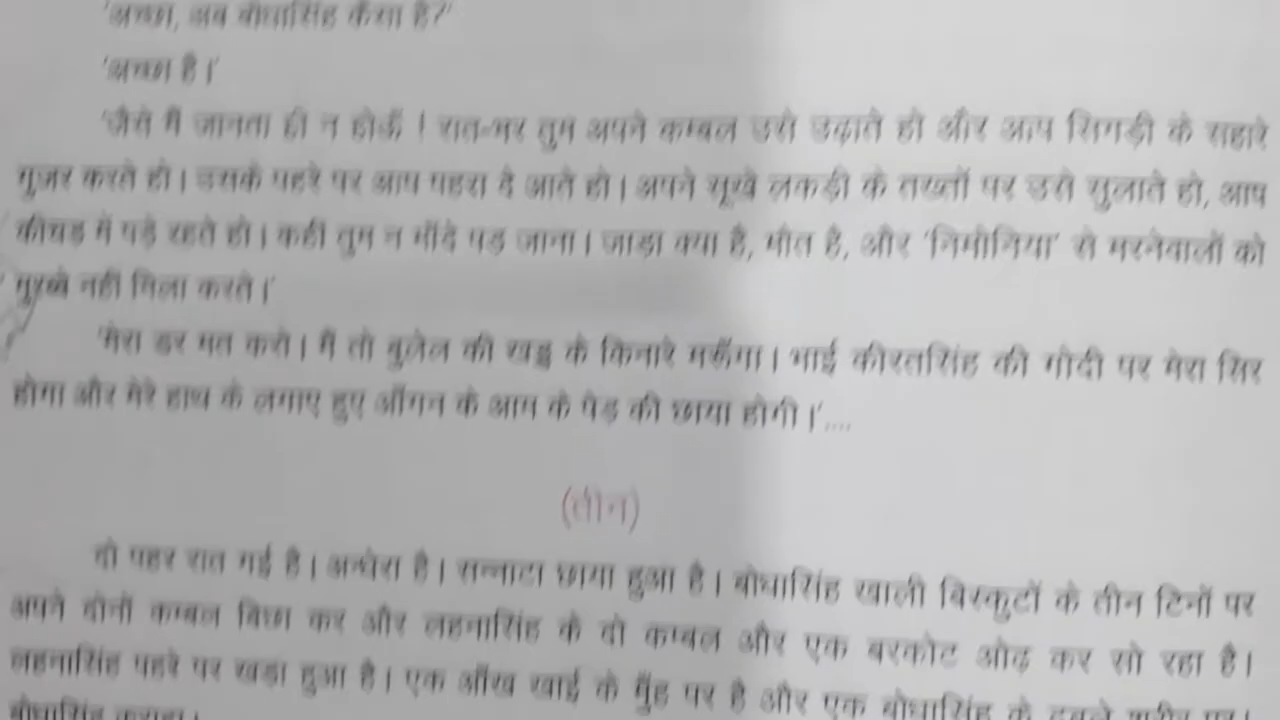 'अच्छा, अब बोधासिंह कैसा है?'
'अच्छा है।'
'जैसे मैं जानता ही न होऊँ ! रात-भर तुम अपने कम्बल उसे उढ़ाते हो और आप सिगड़ी के सहारे
गुजर करते हो। उसके पहरे पर आप पहरा दे आते हो। अपने सूखे लकड़ी के तख्तों पर उसे सुलाते हो, आप
कीचड़ में पड़े रहते हो। कहीं तुम न माँदे पड़ जाना। जाड़ा क्या है, मौत है, और 'निमोनिया' से मरनेवालों को
मुरब्बे नहीं मिला करते।'
'मेरा डर मत करो। मैं तो बुलेल की खड्ड के किनारे मरूँगा। भाई कीरतसिंह की गोदी पर मेरा सिर
होगा और मेरे हाथ के लगाए हुए आँगन के आम के पेड़ की छाया होगी।'....
(तीन)
दो पहर रात गई है। अन्धेरा है। सन्नाटा छाया हुआ है। बोधासिंह खाली बिस्कुटों के तीन टिनों पर
अपने दोनों कम्बल बिछा कर और लहनासिंह के दो कम्बल और एक बरकोट ओढ़ कर सो रहा है।
लहनासिंह पहरे पर खड़ा हुआ है। एक आँख खाई के मुँह पर है और एक बोधासिंह के दुबले शरीर पर।
बोधासिंह कराहा।